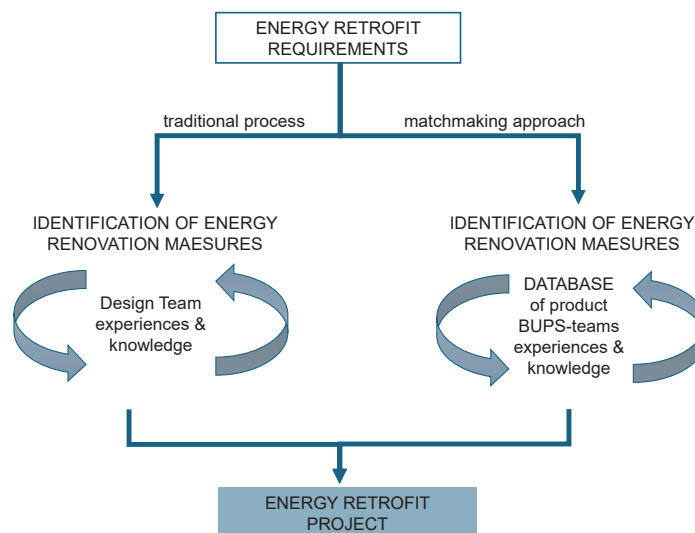 ENERGY RETROFIT
REQUIREMENTS
traditional process
matchmaking approach
IDENTIFICATION OF ENERGY
RENOVATION MAESURES
Design Team
experiences &
knowledge
IDENTIFICATION OF ENERGY
RENOVATION MAESURES
DATABASE
of product
BUPS-teams
experiences &
knowledge
ENERGY RETROFIT
PROJECT